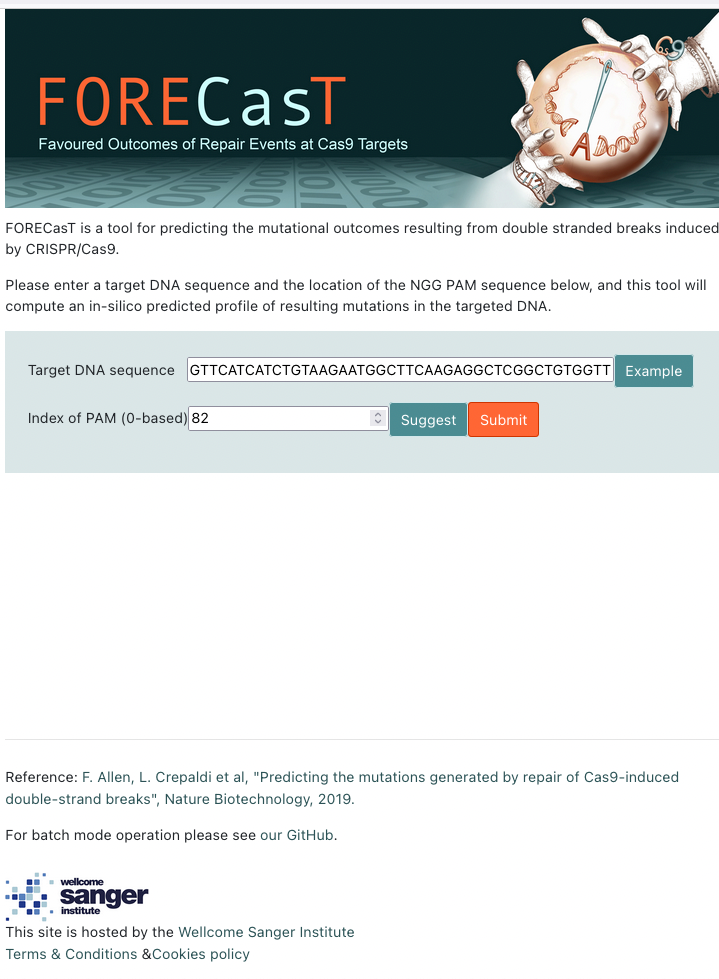 FORECasT
Favoured Outcomes of Repair Events at Cas9 Targets
Cas9
FORECasT is a tool for predicting the mutational outcomes resulting from double stranded breaks induced
by CRISPR/Cas9.
Please enter a target DNA sequence and the location of the NGG PAM sequence below, and this tool will
compute an in-silico predicted profile of resulting mutations in the targeted DNA.
Target DNA sequence GTTCATCATCTGTAAGAATGGCTTCAAGAGGCTCGGCTGTGGTT Example
Index of PAM (0-based) 82 Suggest Submit
Reference: F. Allen, L. Crepaldi et al, "Predicting the mutations generated by repair of Cas9-induced
double-strand breaks", Nature Biotechnology, 2019.
For batch mode operation please see our GitHub.
wellcome
sanger
institute
This site is hosted by the Wellcome Sanger Institute
Terms & Conditions &Cookies policy